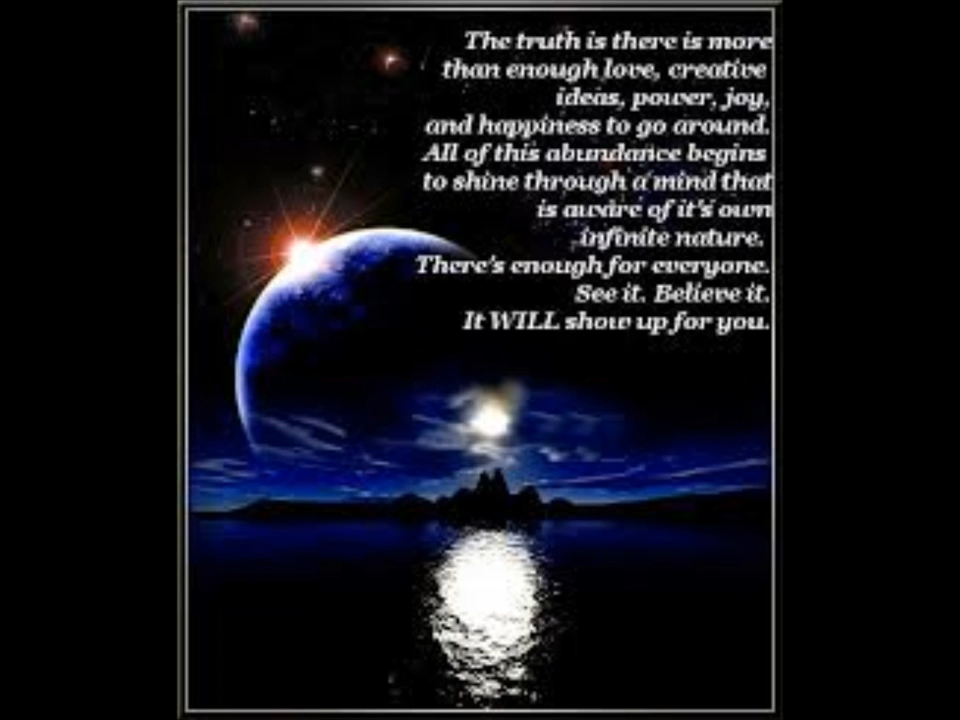 The truth is there is more
than enough love, creative
ideas, power, joy,
and happiness to go around.
All of this abundance begins
to shine through a mind that
is aware of it's own
infinite nature.
There's enough for everyone.
See it. Believe it.
It WILL show up for you.